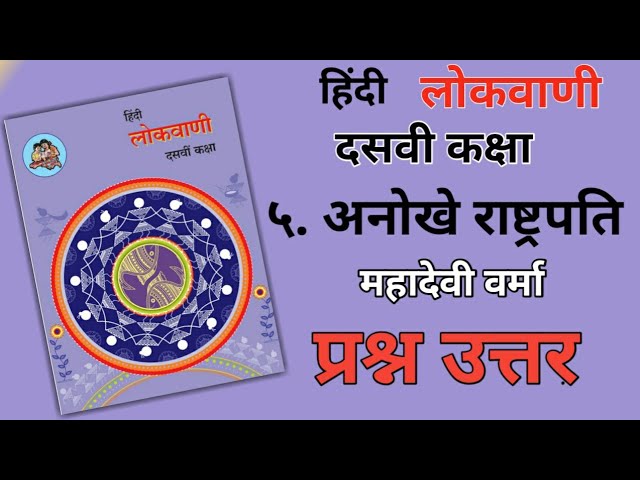 हिंदी
लोकवाणी
दसवीं कक्षा
हिंदी लोकवाणी
दसवी कक्षा
५. अनोखे राष्ट्रपति
महादेवी वर्मा
प्रश्न उत्तर